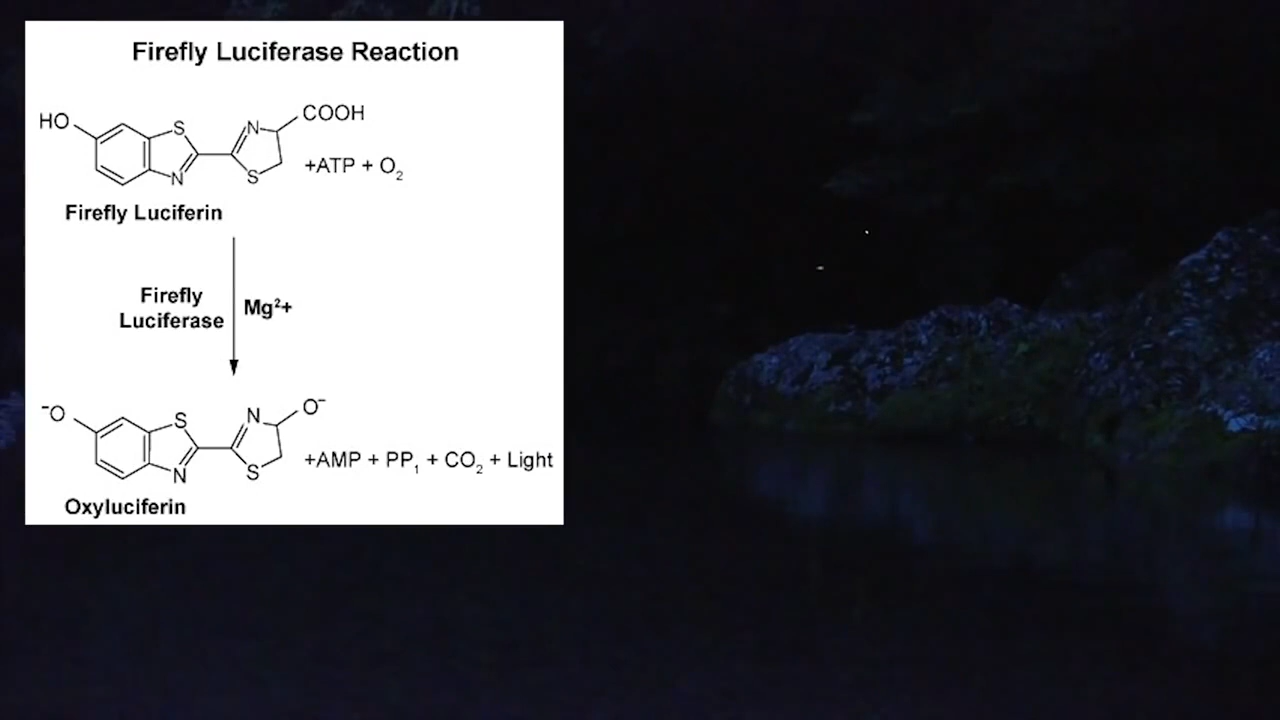 Firefly Luciferase Reaction
HO
S
N
COOH
N
S
+ATP + O₂
Firefly Luciferin
Firefly
Luciferase
Mg²+
⁻O
S
N
O⁻
N
S
+AMP + PP₁ + CO₂ + Light
Oxyluciferin